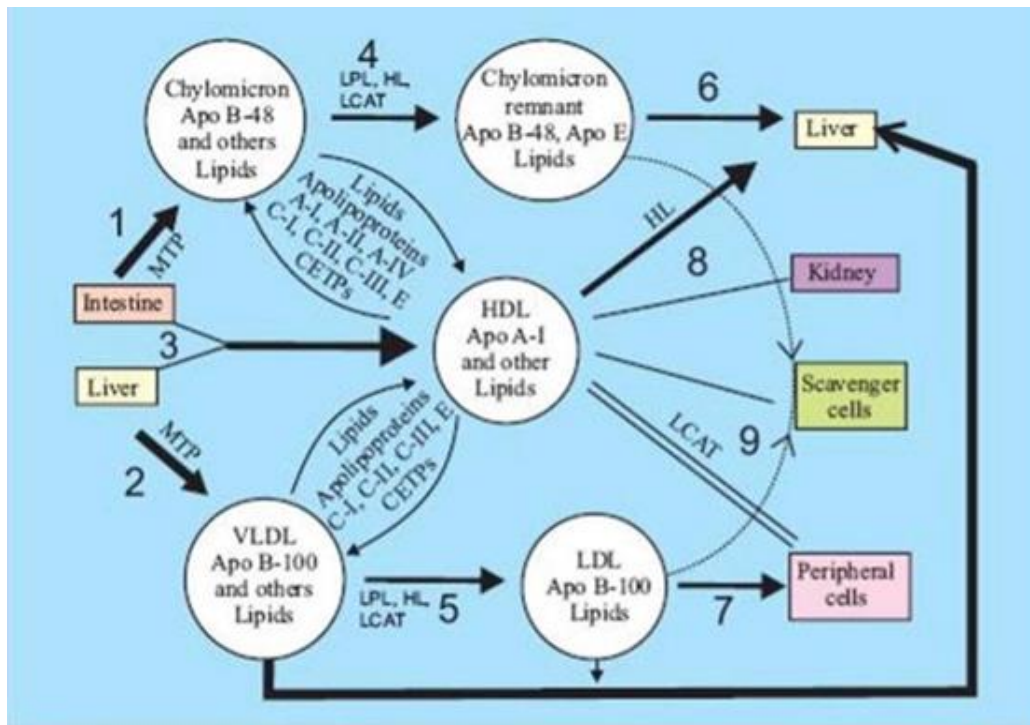 4
LPL, HL,
LCAT
Chylomicron
Apo B-48
and others
Lipids
Chylomicron
remnant
Apo B-48, Apo E
Lipids
6
Liver
1
MTP
Lipids
Apolipoproteins
A-I, A-II, A-IV
C-I, C-II, C-III, E
CETPs
HL
8
Kidney
Intestine
3
Liver
HDL
Apo A-I
and other
Lipids
Scavenger
cells
LCAT
9
2
MTP
Lipids
Apolipoproteins
C-I, C-II, C-III, E
CETPs
VLDL
Apo B-100
and others
Lipids
LPL, HL,
LCAT
5
LDL
Apo B-100
Lipids
7
Peripheral
cells